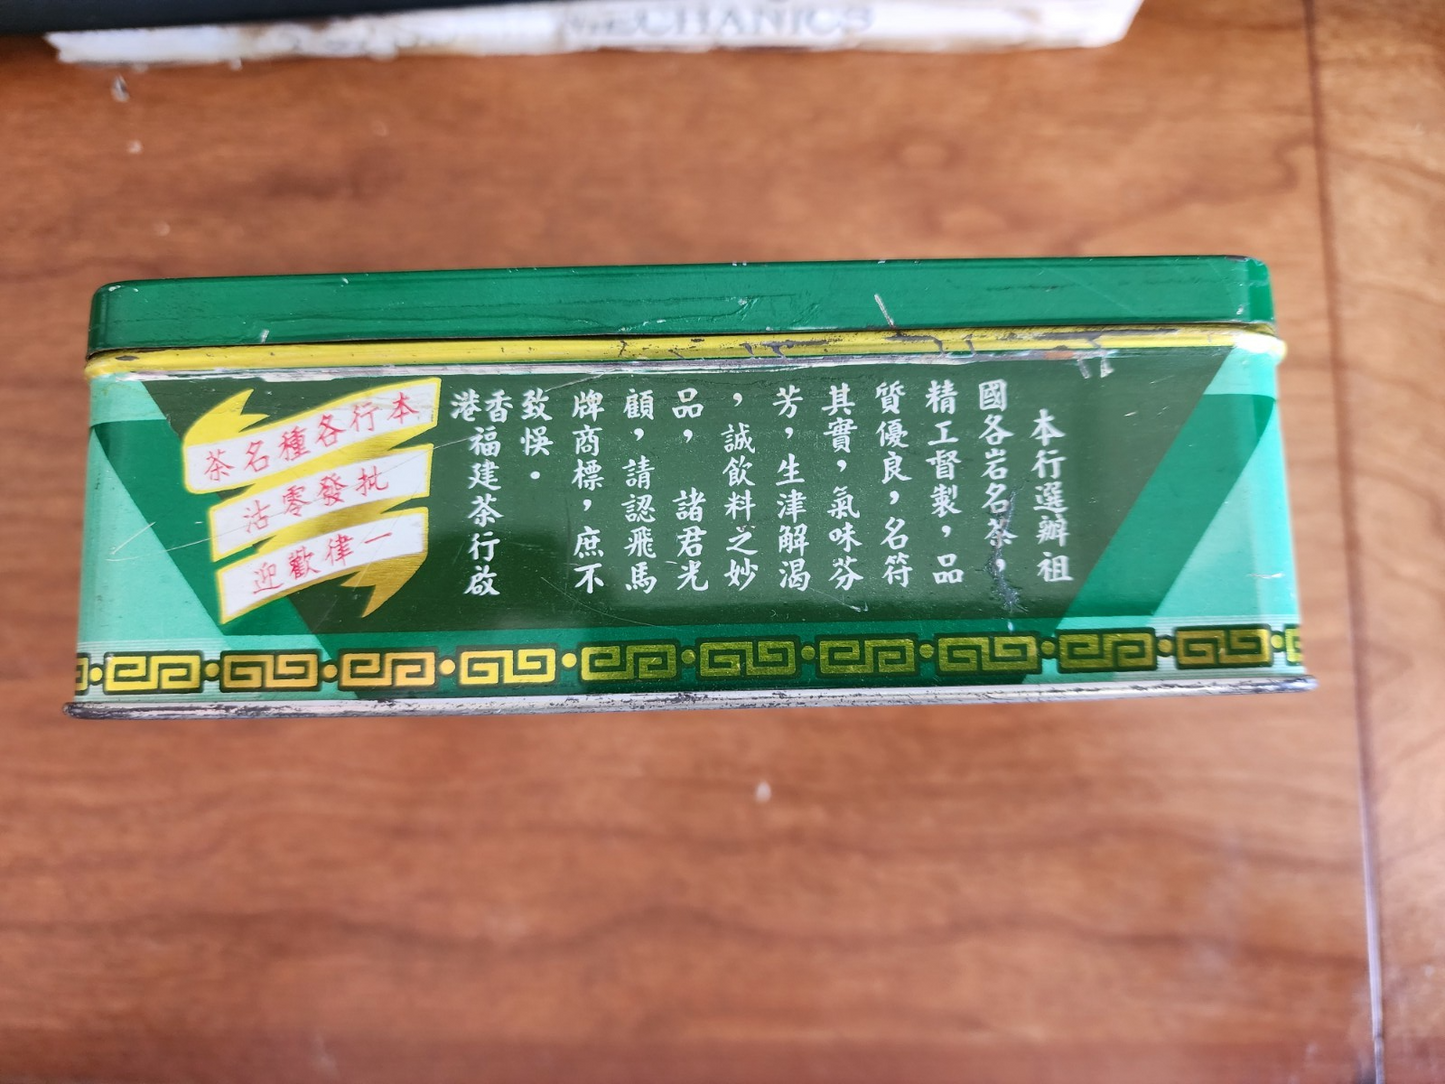 MECHANICS
本行選辦祖
國各岩名茶，
精工督製，品
質優良，名符
其實，氣味芬
芳，生津解渴
，誠飲料之妙
品，諸君光
顧，請認飛馬
牌商標，庶不
致悞。
香港福建茶行啟
本行各種名茶
批發零沽
一律歡迎